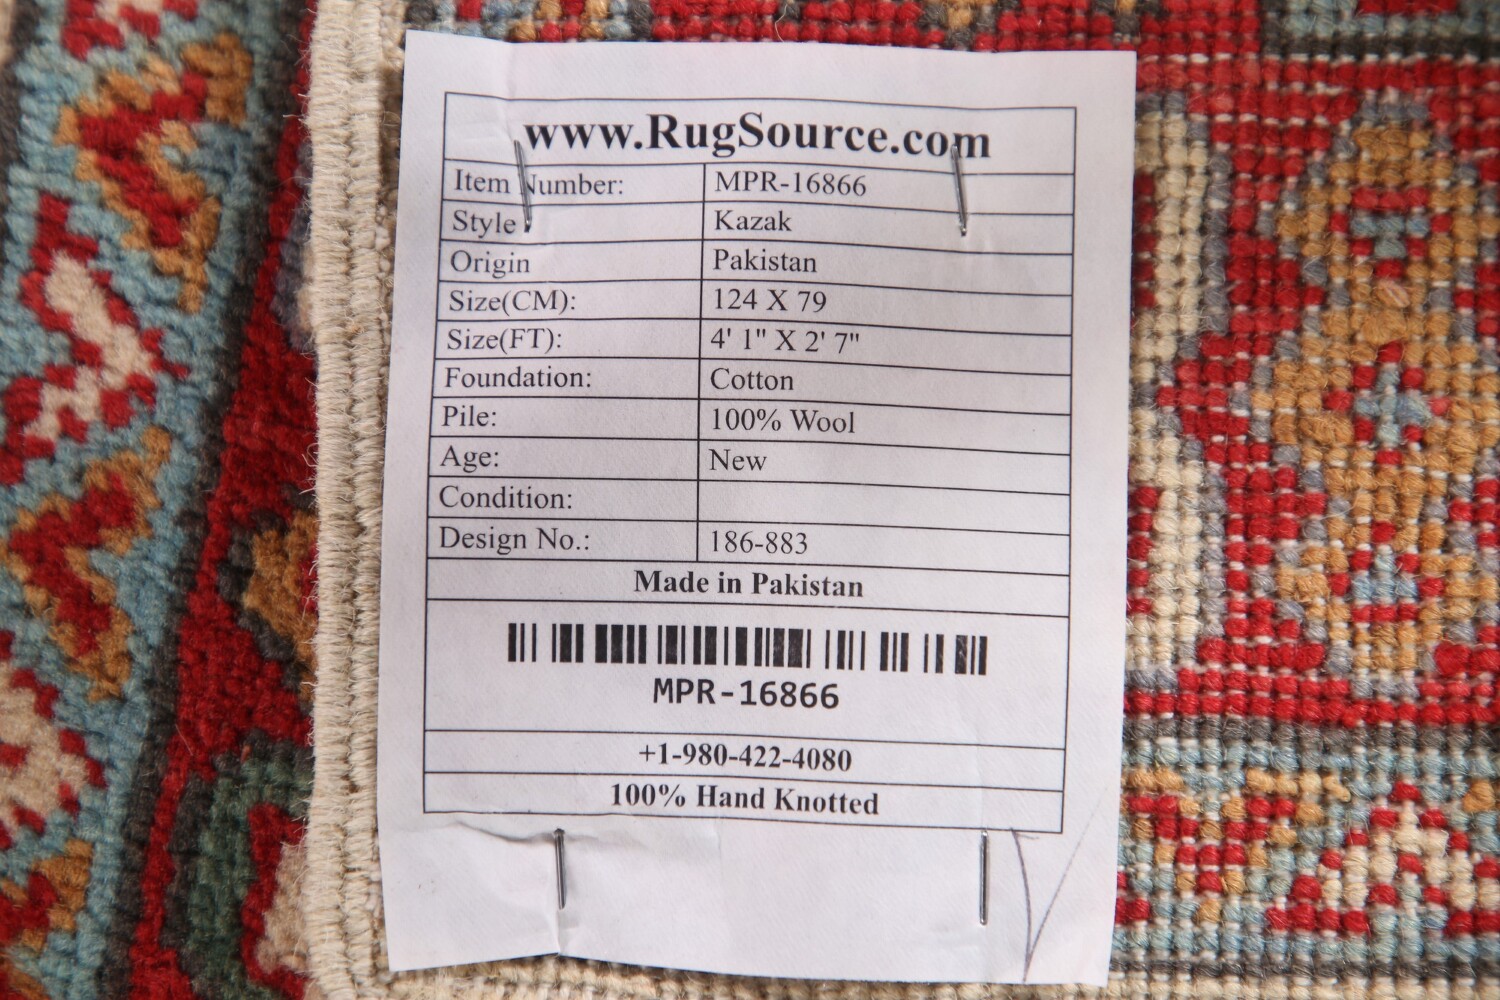 www.RugSource.com
Item Number: MPR-16866
Style Kazak
Origin Pakistan
Size(CM): 124 X 79
Size(FT): 4' 1" X 2' 7"
Foundation: Cotton
Pile: 100% Wool
Age: New
Condition:
Design No.: 186-883
Made in Pakistan
MPR-16866
+1-980-422-4080
100% Hand Knotted